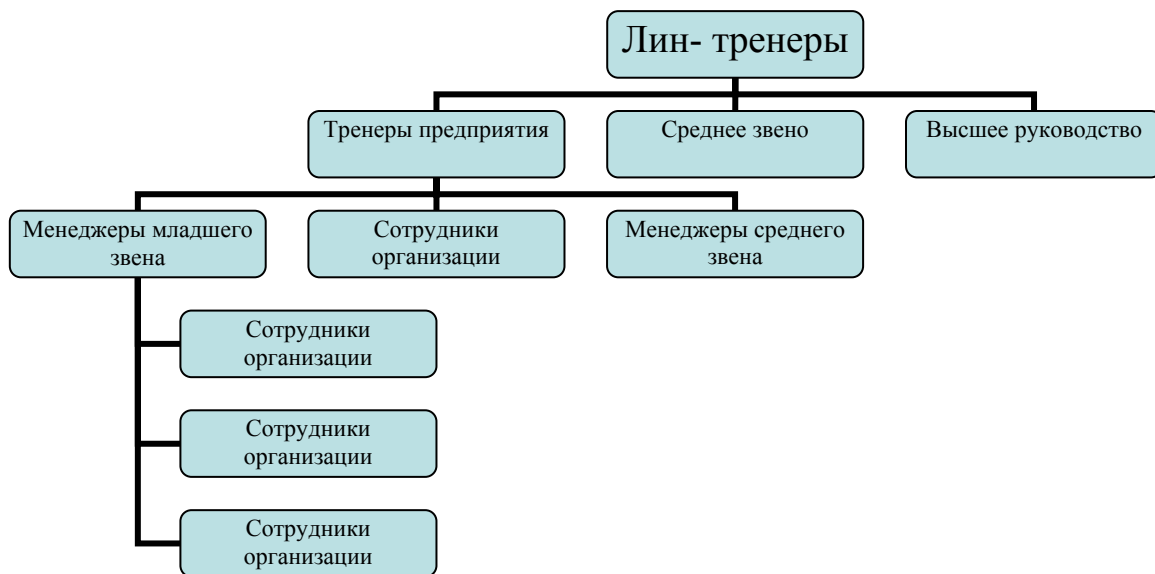 Лин- тренеры
Тренеры предприятия
Среднее звено
Высшее руководство
Менеджеры младшего
звена
Сотрудники
организации
Менеджеры среднего
звена
Сотрудники
организации
Сотрудники
организации
Сотрудники
организации